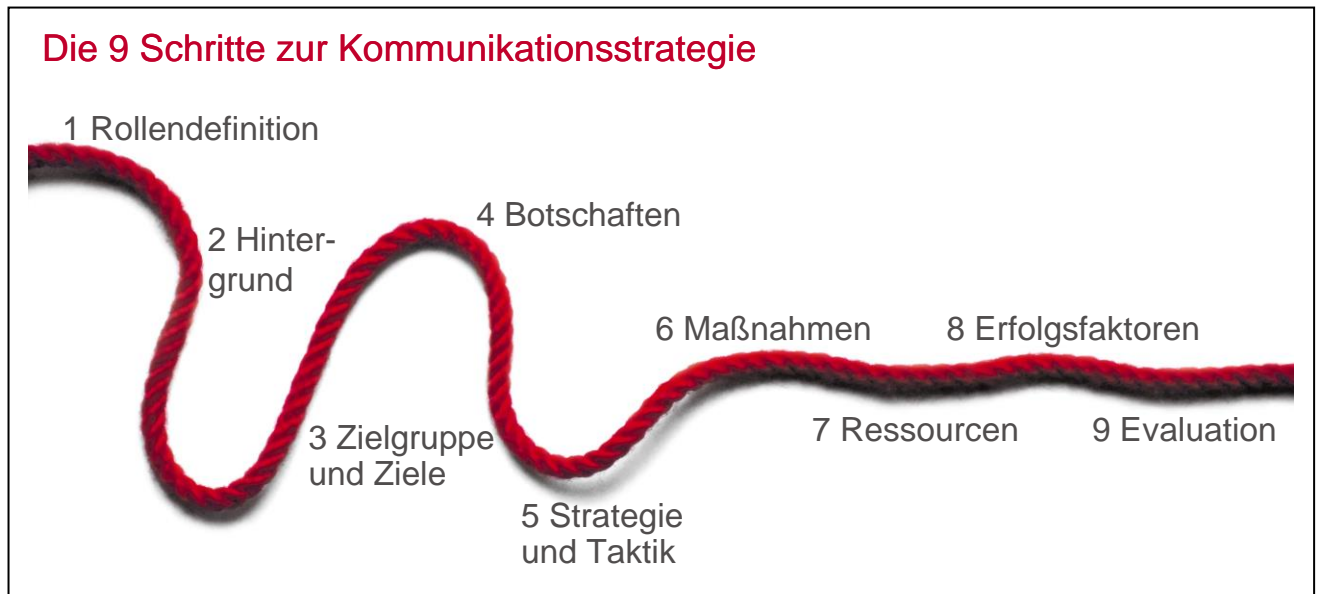 Die 9 Schritte zur Kommunikationsstrategie
1 Rollendefinition
2 Hinter-
grund
3 Zielgruppe
und Ziele
4 Botschaften
5 Strategie
und Taktik
6 Maßnahmen
7 Ressourcen
8 Erfolgsfaktoren
9 Evaluation